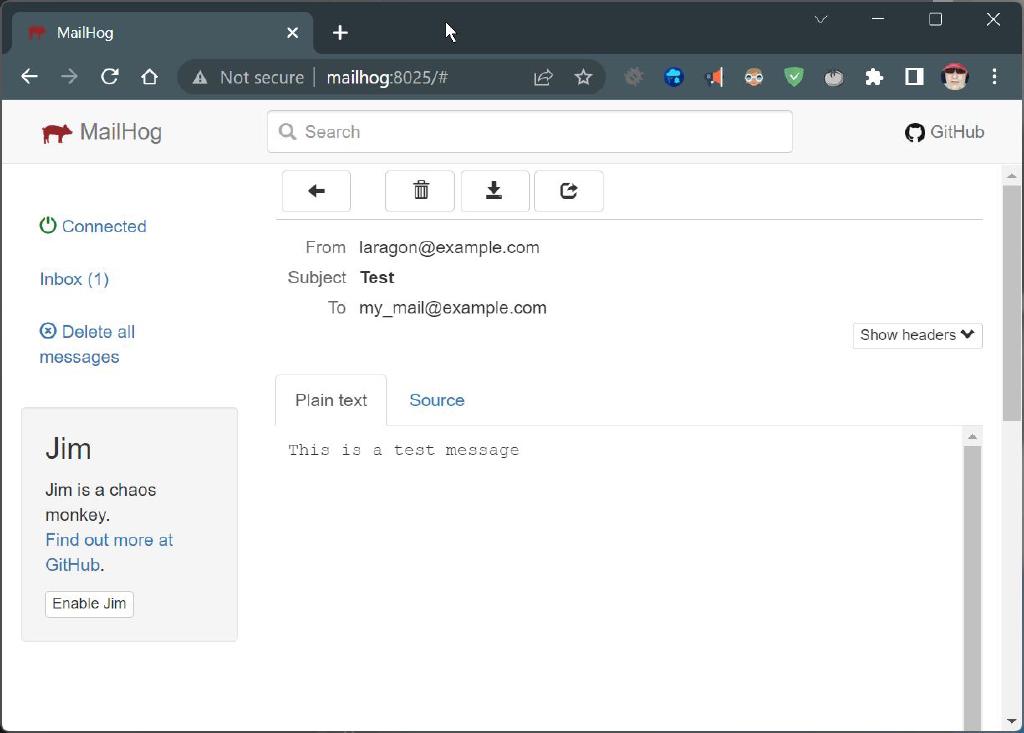 MailHog
Not secure mailhog:8025/#
MailHog
Search
GitHub
Connected
Inbox (1)
Delete all
messages
Jim
Jim is a chaos
monkey.
Find out more at
GitHub.
Enable Jim
From laragon@example.com
Subject Test
To my_mail@example.com
Show headers
Plain text Source
This is a test message